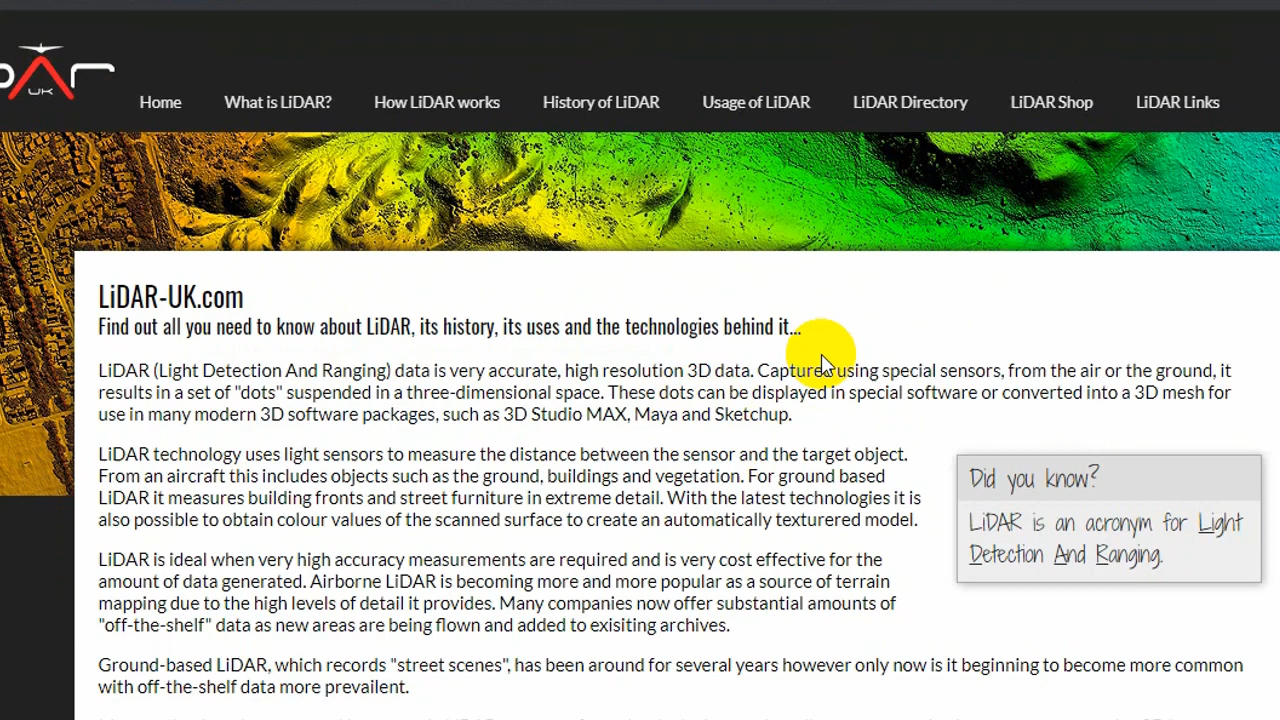 UK
Home What is LiDAR? How LiDAR works History of LiDAR Usage of LiDAR LiDAR Directory LiDAR Shop LiDAR Links
LiDAR-UK.com
Find out all you need to know about LiDAR, its history, its uses and the technologies behind it...
LiDAR (Light Detection And Ranging) data is very accurate, high resolution 3D data. Captured using special sensors, from the air or the ground, it
results in a set of "dots" suspended in a three-dimensional space. These dots can be displayed in special software or converted into a 3D mesh for
use in many modern 3D software packages, such as 3D Studio MAX, Maya and Sketchup.
LiDAR technology uses light sensors to measure the distance between the sensor and the target object.
From an aircraft this includes objects such as the ground, buildings and vegetation. For ground based
LiDAR it measures building fronts and street furniture in extreme detail. With the latest technologies it is
also possible to obtain colour values of the scanned surface to create an automatically texturered model.
Did you know?
LiDAR is an acronym for Light
Detection And Ranging.
LiDAR is ideal when very high accuracy measurements are required and is very cost effective for the
amount of data generated. Airborne LiDAR is becoming more and more popular as a source of terrain
mapping due to the high levels of detail it provides. Many companies now offer substantial amounts of
"off-the-shelf" data as new areas are being flown and added to exisiting archives.
Ground-based LiDAR, which records "street scenes", has been around for several years however only now is it beginning to become more common
with off-the-shelf data more prevailent.